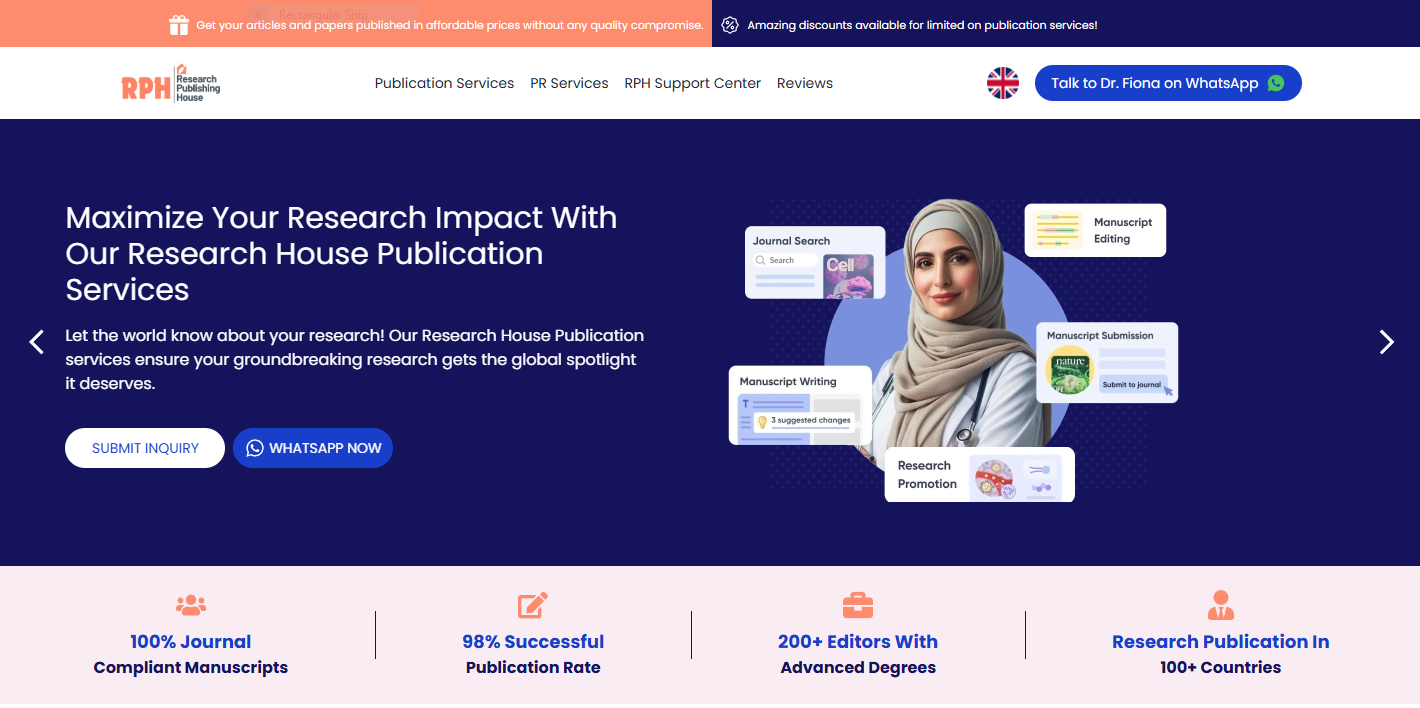 Rectangular Snip
Get your articles and papers published in affordable prices without any quality compromise.
Amazing discounts available for limited on publication services!
RPH
Research
Publishing
House
Publication Services
PR Services
RPH Support Center
Reviews
Talk to Dr. Fiona on WhatsApp
Maximize Your Research Impact With
Our Research House Publication
Services
Let the world know about your research! Our Research House Publication
services ensure your groundbreaking research gets the global spotlight
it deserves.
SUBMIT INQUIRY
WHATSAPP NOW
Journal Search
Search
Cell
Manuscript
Editing
Manuscript Submission
nature
Submit to journal
Manuscript Writing
T
3 suggested changes
Research
Promotion
100% Journal
Compliant Manuscripts
98% Successful
Publication Rate
200+ Editors With
Advanced Degrees
Research Publication In
100+ Countries